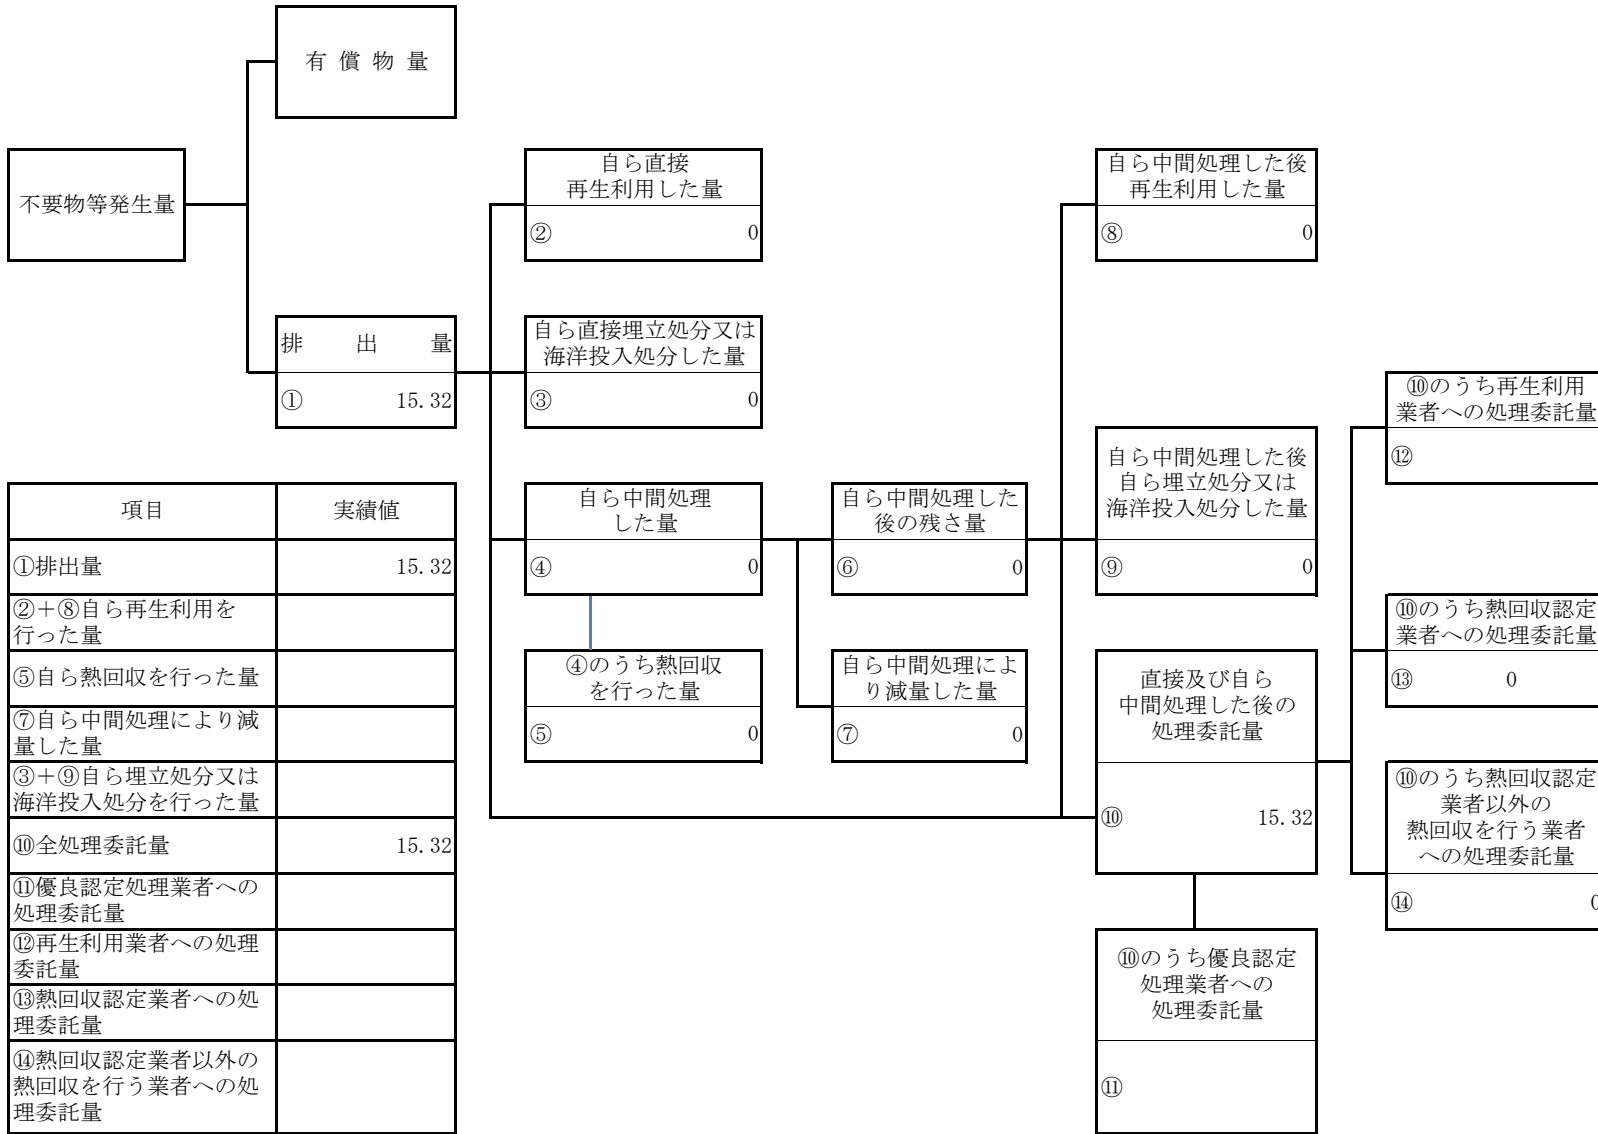 有償物量
不要物等発生量
自ら直接
再生利用した量
② 0
自ら中間処理した後
再生利用した量
⑧ 0
排出量
① 15.32
自ら直接埋立処分又は
海洋投入処分した量
③ 0
⑩のうち再生利用
業者への処理委託量
⑫
自ら中間処理した後
自ら埋立処分又は
海洋投入処分した量
⑨ 0
自ら中間処理
した量
④ 0
自ら中間処理した
後の残さ量
⑥ 0
⑩のうち熱回収認定
業者への処理委託量
⑬ 0
④のうち熱回収
を行った量
⑤ 0
自ら中間処理によ
り減量した量
⑦ 0
直接及び自ら
中間処理した後の
処理委託量
⑩ 15.32
⑩のうち熱回収認定
業者以外の
熱回収を行う業者
への処理委託量
⑭ 0
⑩のうち優良認定
処理業者への
処理委託量
⑪
項目 実績値
①排出量 15.32
②＋⑧自ら再生利用を
行った量
⑤自ら熱回収を行った量
⑦自ら中間処理により減
量した量
③＋⑨自ら埋立処分又は
海洋投入処分を行った量
⑩全処理委託量 15.32
⑪優良認定処理業者への
処理委託量
⑫再生利用業者への処理
委託量
⑬熱回収認定業者への処
理委託量
⑭熱回収認定業者以外の
熱回収を行う業者への処
理委託量